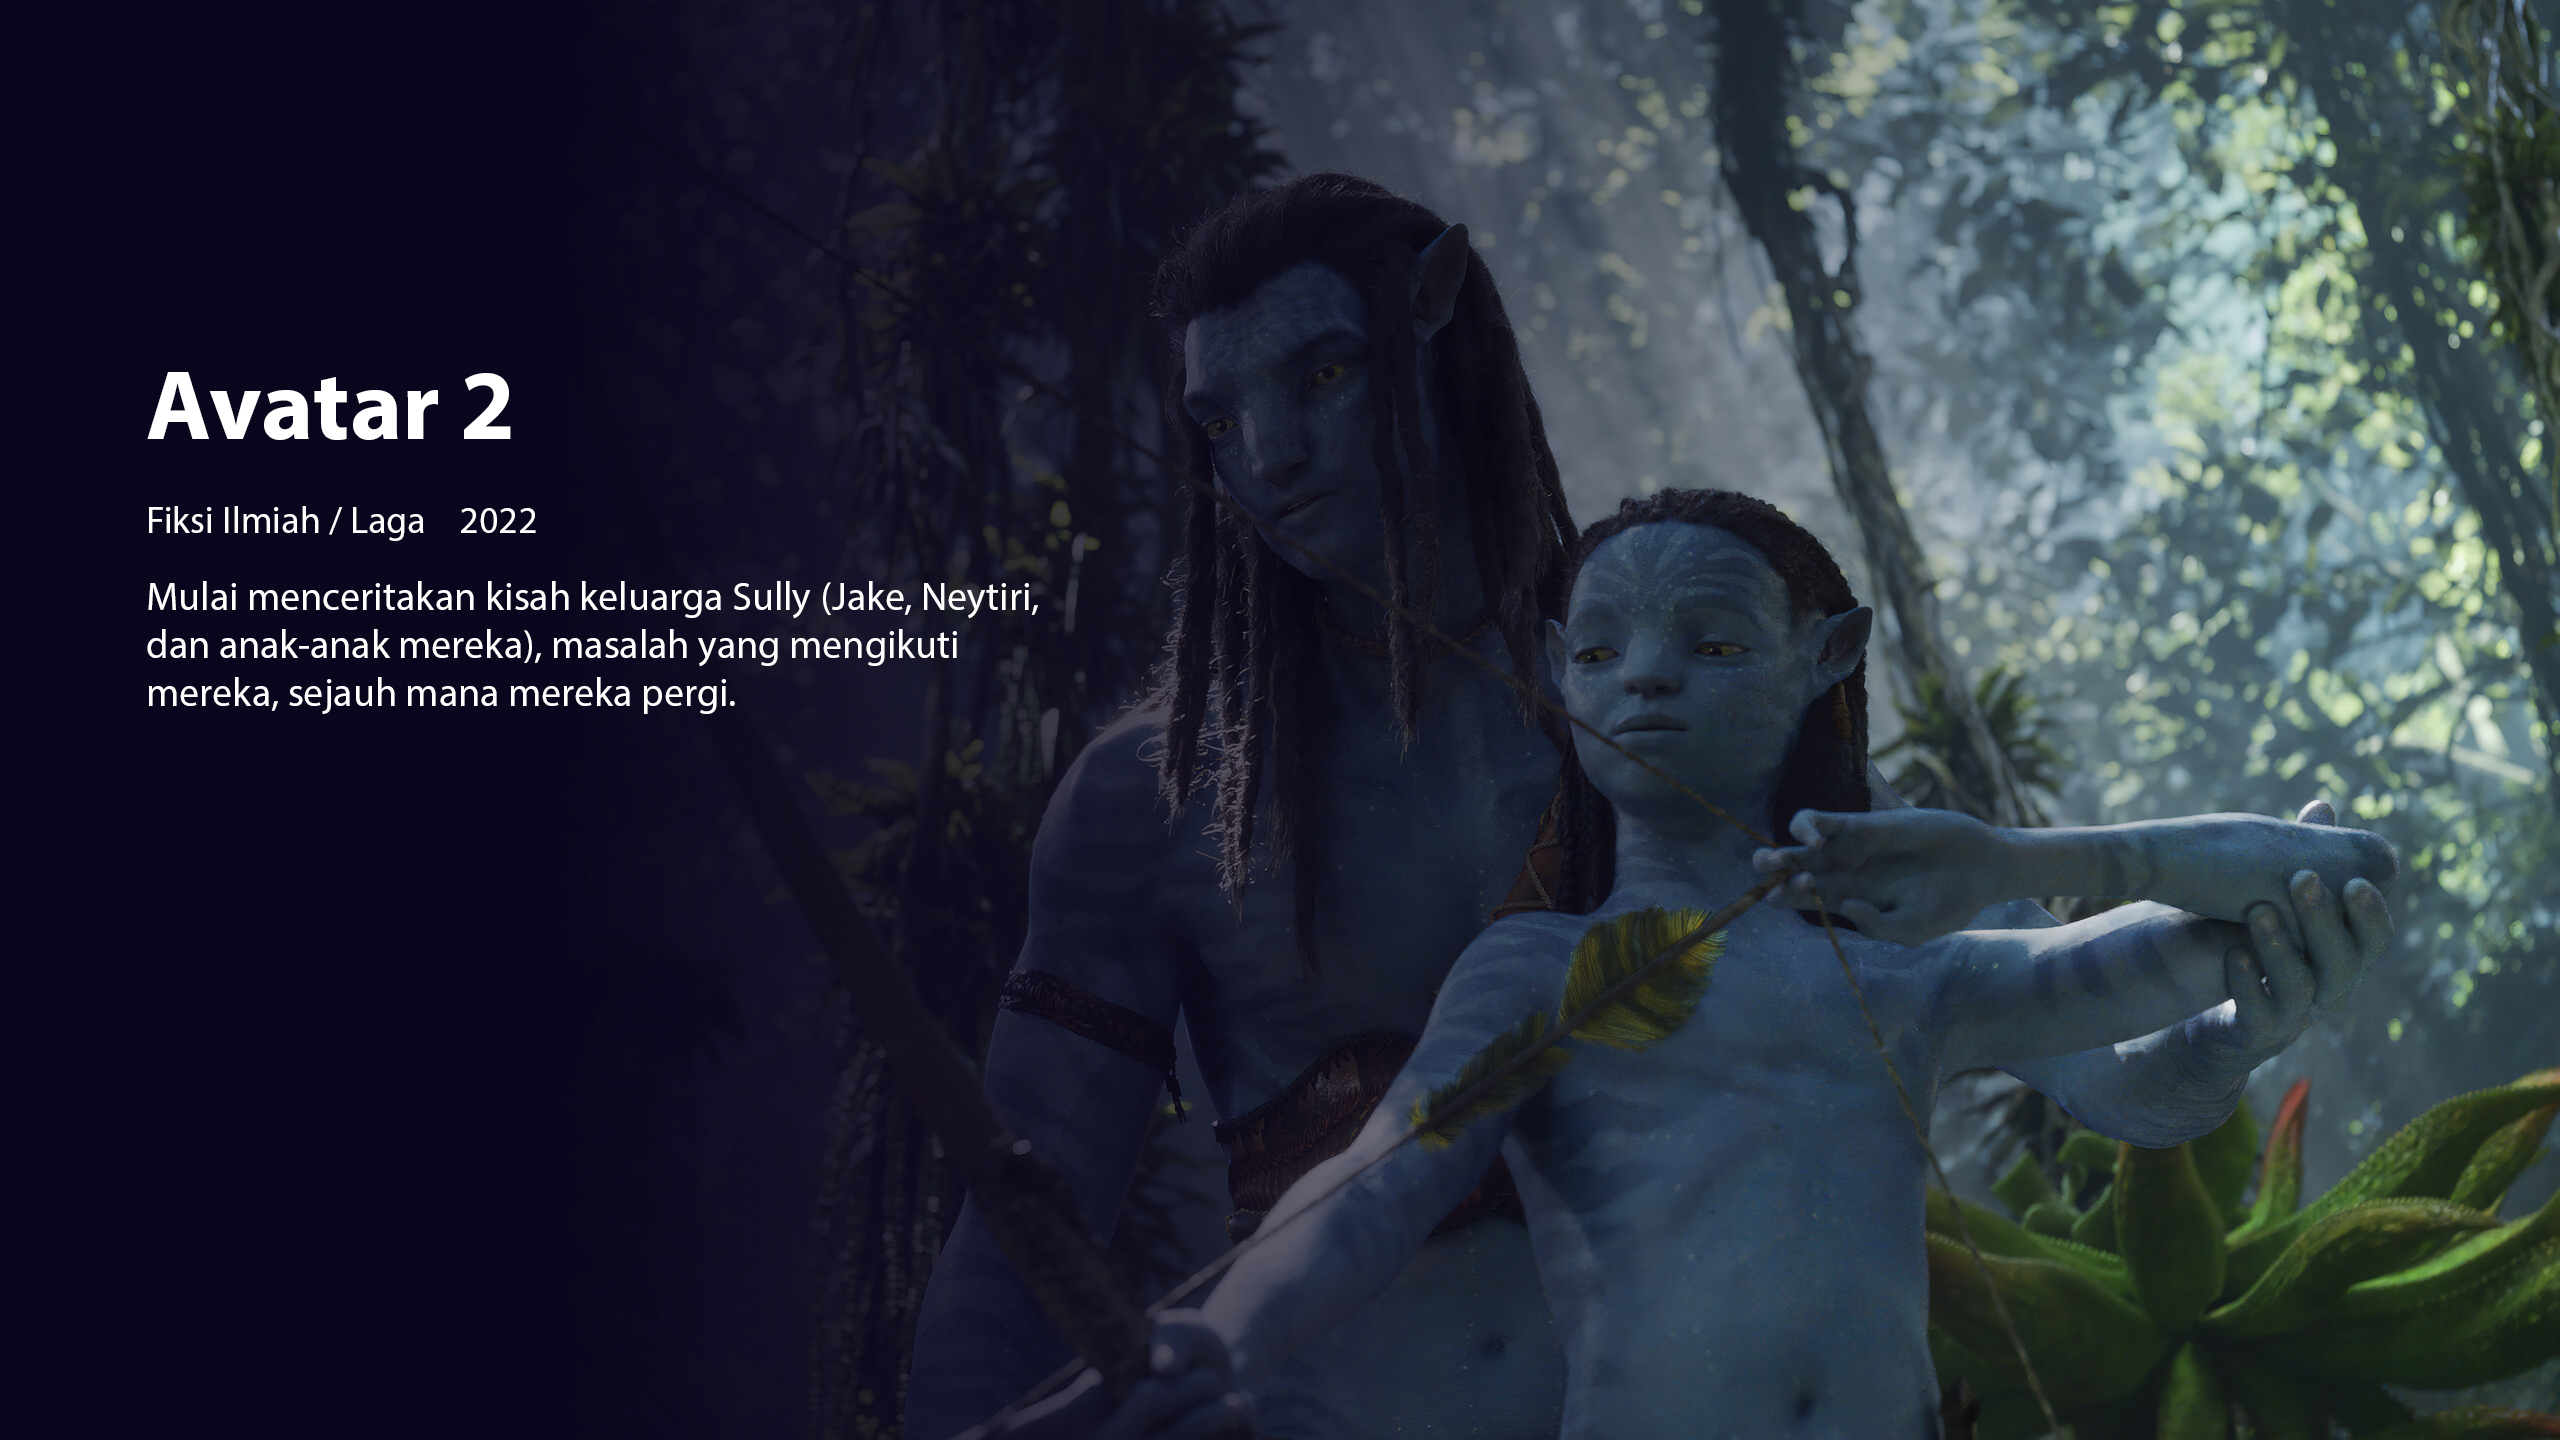 Avatar 2
Fiksi Ilmiah / Laga 2022
Mulai menceritakan kisah keluarga Sully (Jake, Neytiri,
dan anak-anak mereka), masalah yang mengikuti
mereka, sejauh mana mereka pergi.